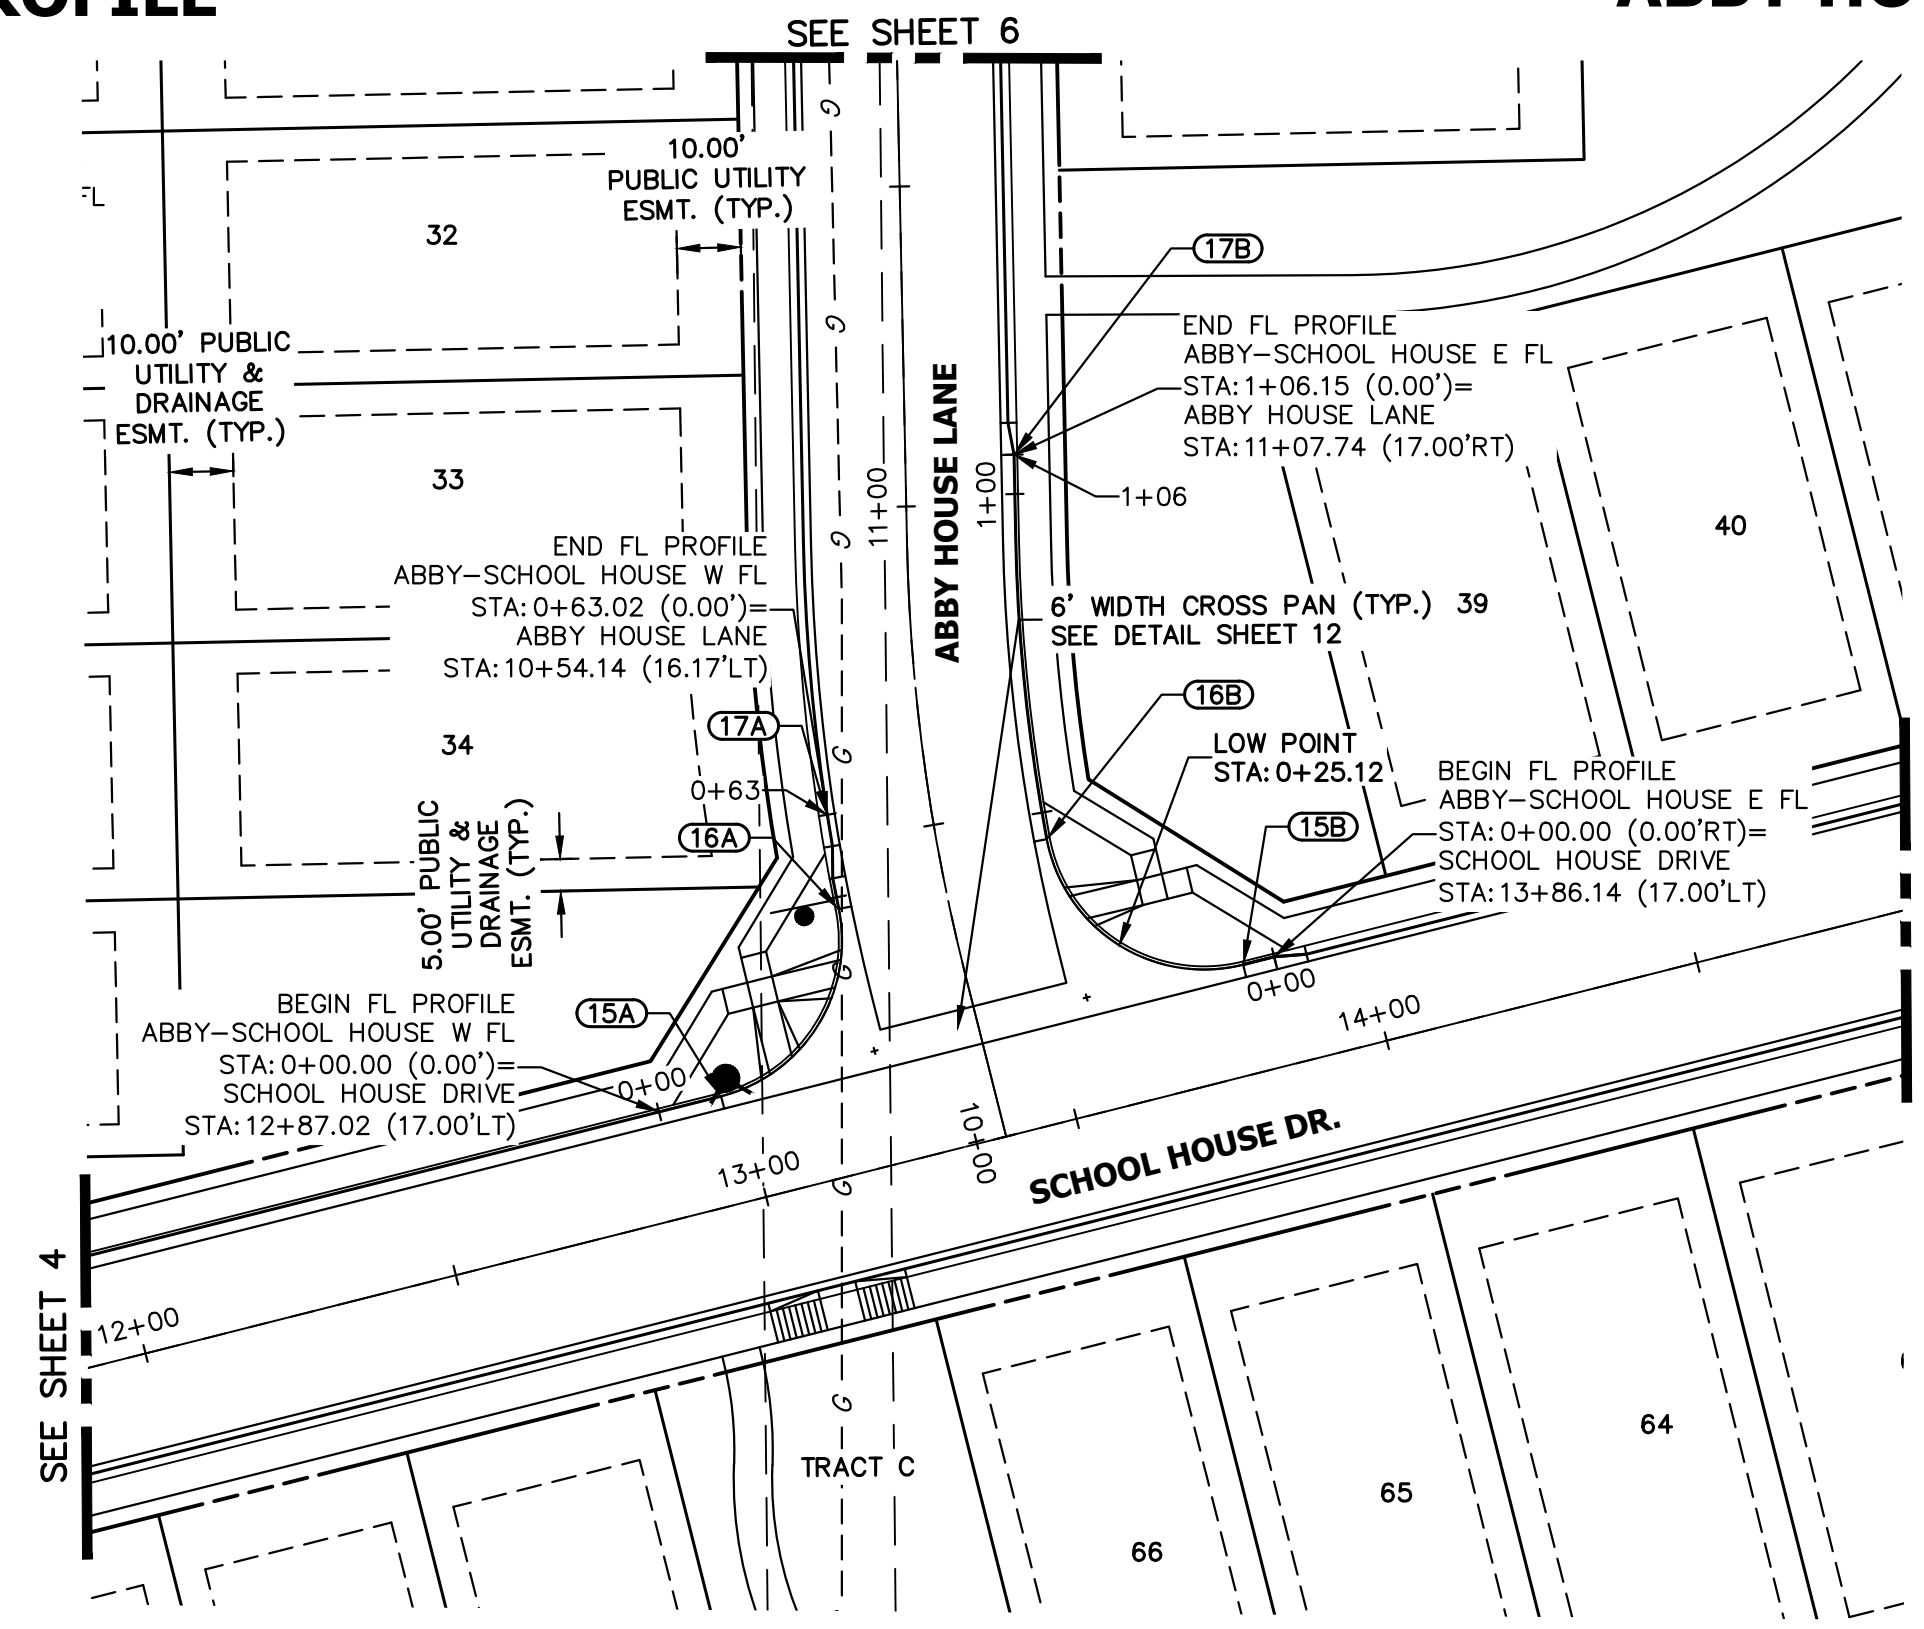 SEE SHEET 6
G
10.00'
PUBLIC UTILITY
ESMT. (TYP.)
FL
32
17B
G
END FL PROFILE
ABBY-SCHOOL HOUSE E FL
STA:1+06.15 (0.00')=
ABBY HOUSE LANE
STA:11+07.74 (17.00'RT)
10.00' PUBLIC
UTILITY &
DRAINAGE
ESMT. (TYP.)
33
11+00
ABBY HOUSE LANE
1+00
1+06
40
G
END FL PROFILE
ABBY-SCHOOL HOUSE W FL
STA:0+63.02 (0.00')=
ABBY HOUSE LANE
STA:10+54.14 (16.17'LT)
6' WIDTH CROSS PAN (TYP.)
SEE DETAIL SHEET 12
39
16B
17A
34
G
LOW POINT
STA:0+25.12
0+63
16A
15B
BEGIN FL PROFILE
ABBY-SCHOOL HOUSE E FL
STA:0+00.00 (0.00'RT)=
SCHOOL HOUSE DRIVE
STA:13+86.14 (17.00'LT)
5.00' PUBLIC
UTILITY &
DRAINAGE
ESMT. (TYP.)
G
0+00
14+00
BEGIN FL PROFILE
ABBY-SCHOOL HOUSE W FL
STA:0+00.00 (0.00')=
SCHOOL HOUSE DRIVE
STA:12+87.02 (17.00'LT)
15A
0+00
10+00
13+00
G
SCHOOL HOUSE DR.
SEE SHEET 4
12+00
G
TRACT C
64
65
66